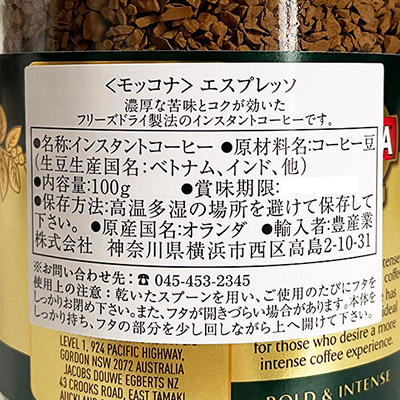 ＜モッコナ＞ エスプレッソ
濃厚な苦味とコクが効いた
フリーズドライ製法のインスタントコーヒーです。
●名称:インスタントコーヒー ●原材料名:コーヒー豆
(生豆生産国名:ベトナム、インド、他)
●内容量:100g ●賞味期限:
●保存方法:高温多湿の場所を避けて保存して
下さい。 ●原産国名:オランダ ●輸入者:豊産業
株式会社 神奈川県横浜市西区高島2-10-31
※お問い合わせ先：☎ 045-453-2345
使用上の注意：乾いたスプーンを用い、ご使用のたびにフタを
しっかりお閉め下さい。また、フタが開きづらい場合があります。本体を
しっかり持ち、フタの部分を少し回しながら上へ開けて下さい。
LEVEL 1, 924 PACIFIC HIGHWAY,
GORDON NSW 2072 AUSTRALIA
JACOBS DOUWE EGBERTS NZ
43 CROOKS ROAD, EAST TAMAKI
for those who desire a more
intense coffee experience.
BOLD & INTENSE